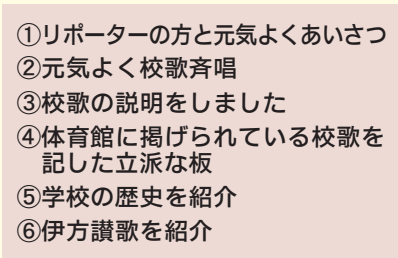 ①リポーターの方と元気よくあいさつ
②元気よく校歌斉唱
③校歌の説明をしました
④体育館に掲げられている校歌を
記した立派な板
⑤学校の歴史を紹介
⑥伊方讃歌を紹介